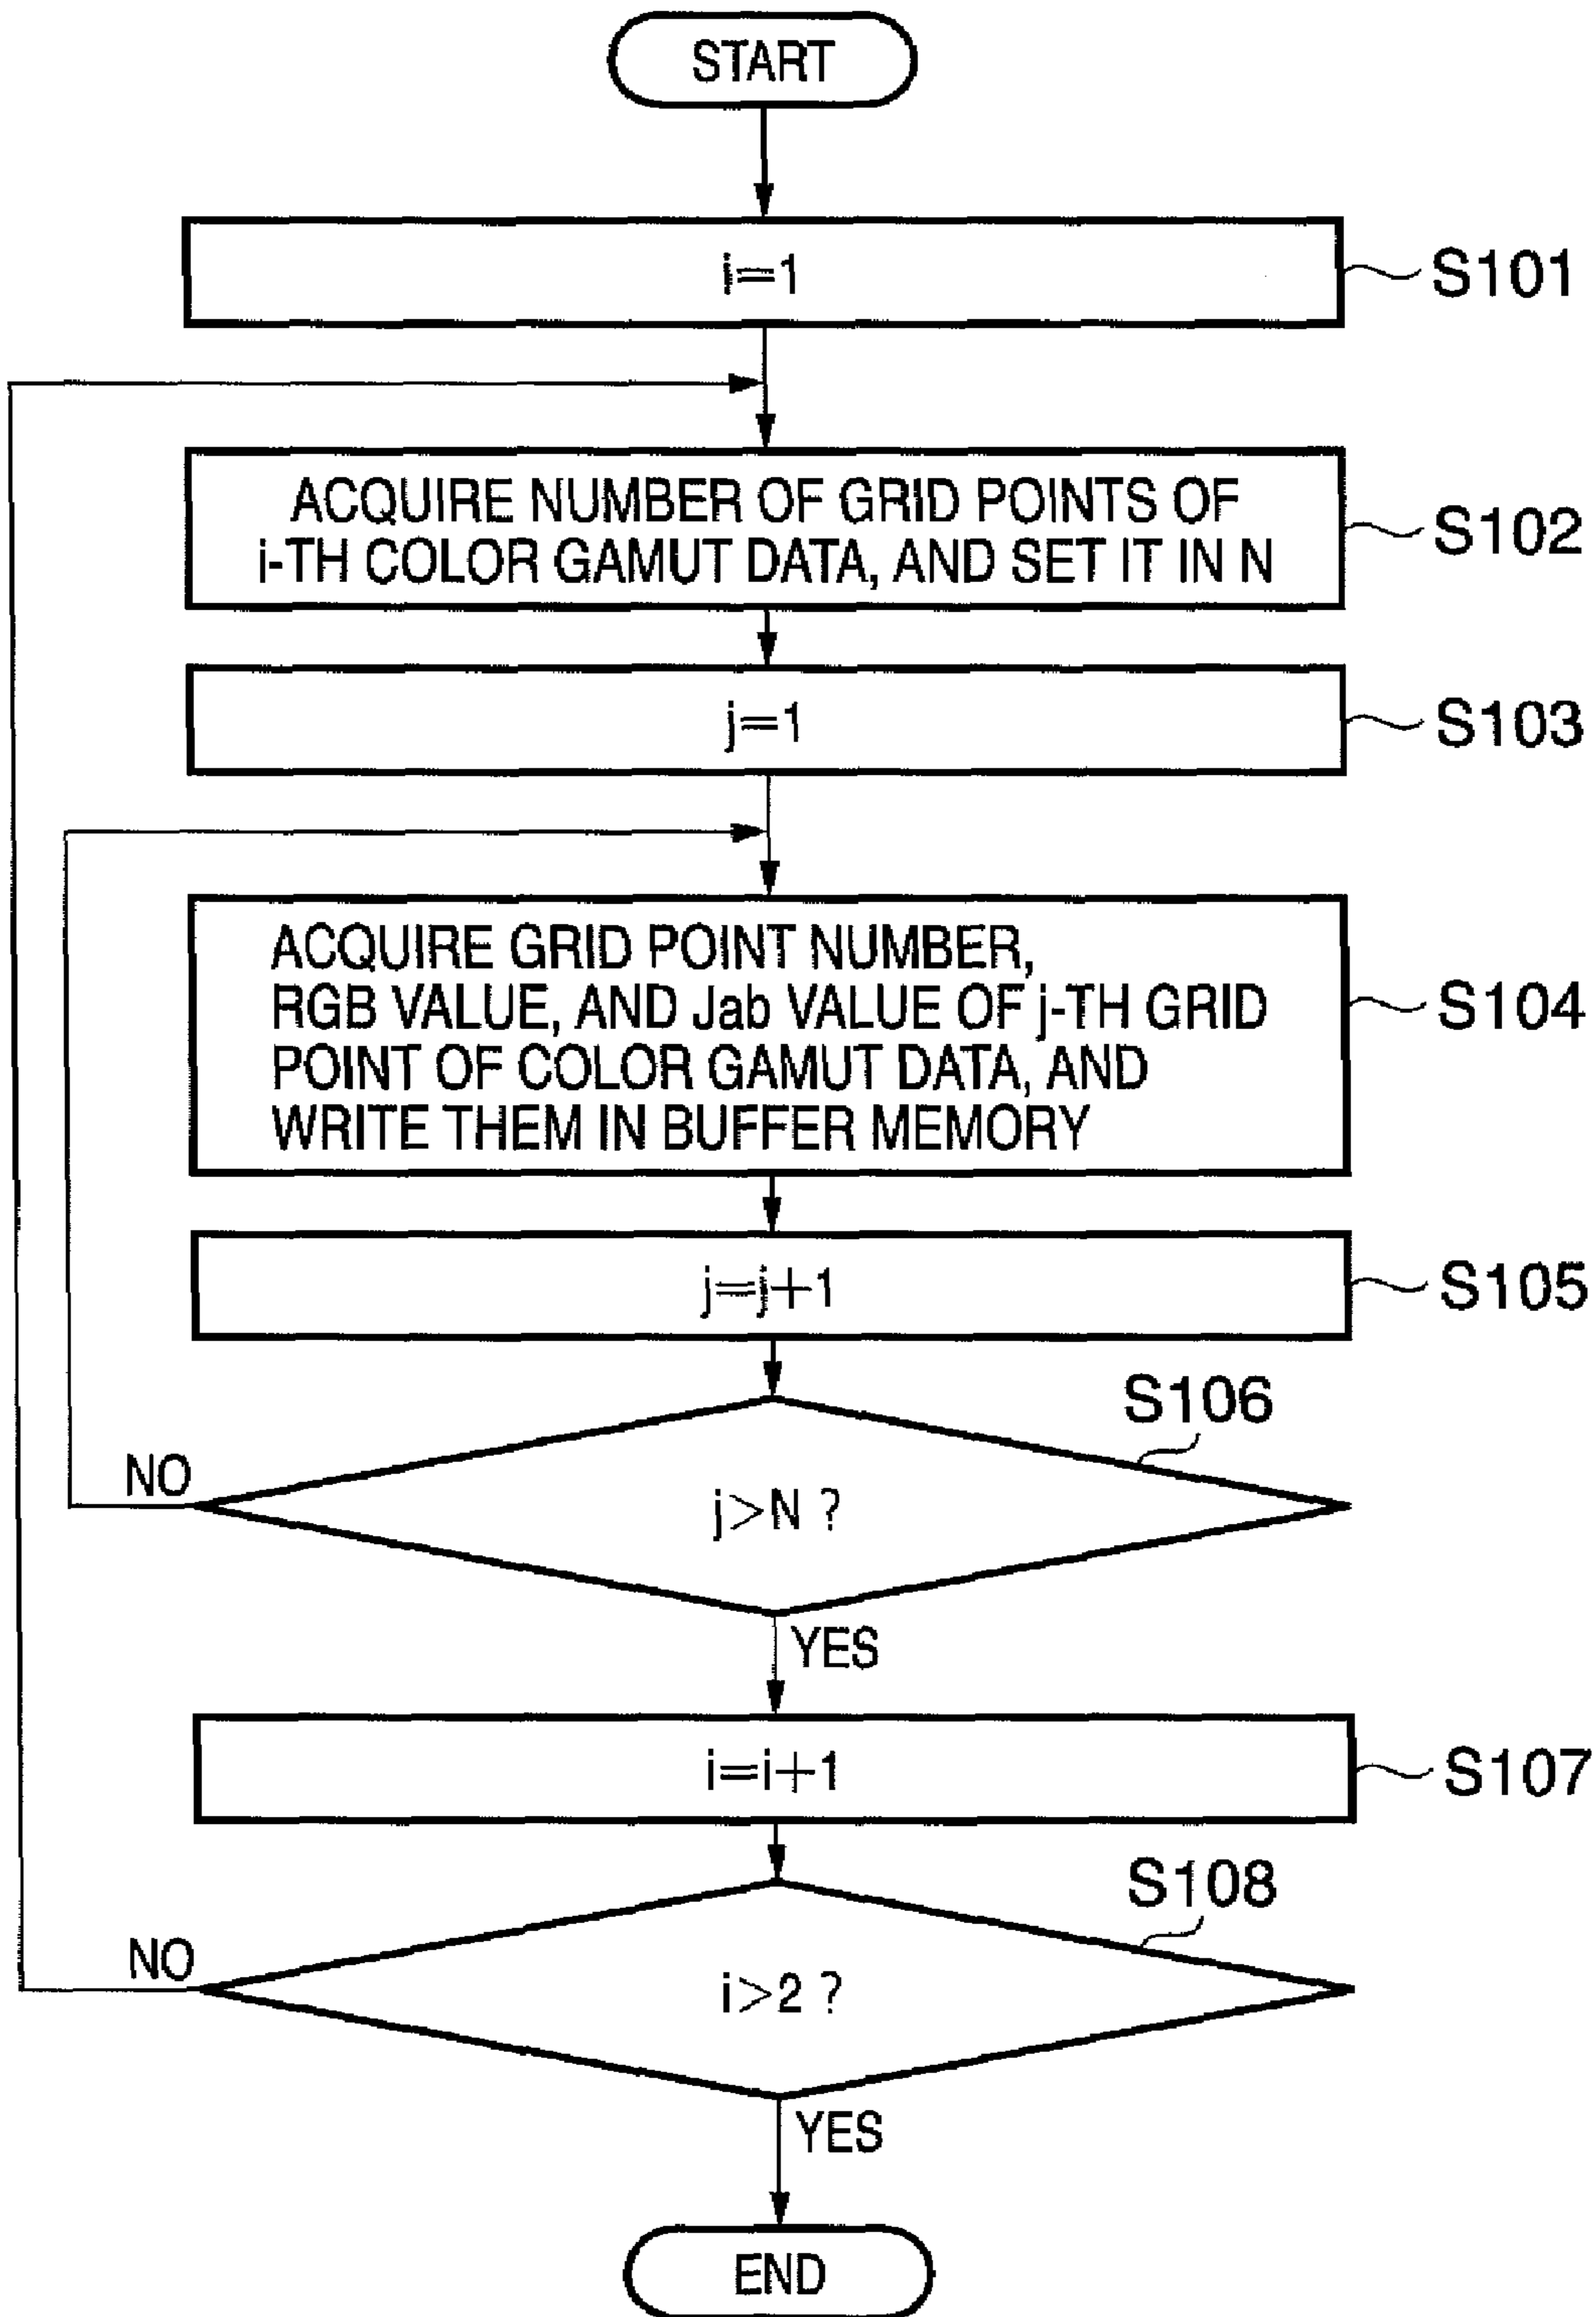 START
i=1
S101
ACQUIRE NUMBER OF GRID POINTS OF
i-TH COLOR GAMUT DATA, AND SET IT IN N
S102
j=1
S103
ACQUIRE GRID POINT NUMBER,
RGB VALUE, AND Jab VALUE OF j-TH GRID
POINT OF COLOR GAMUT DATA, AND
WRITE THEM IN BUFFER MEMORY
S104
j=j+1
S105
S106
NO
j>N ?
YES
i=i+1
S107
S108
NO
i>2 ?
YES
END